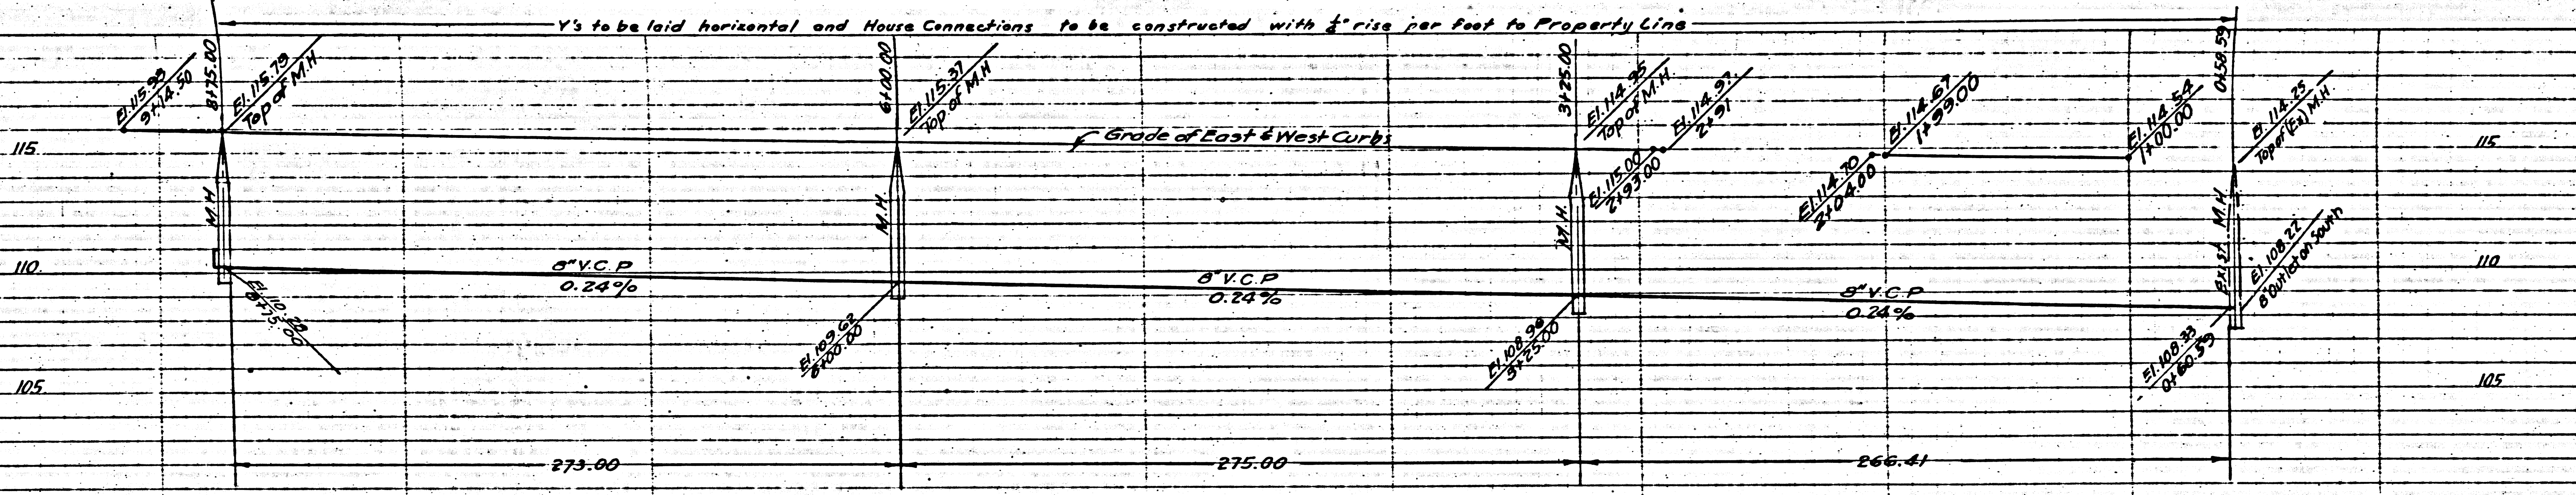 Y's to be laid horizontal and House Connections to be constructed with ¼" rise per foot to Property Line
El. 115.99
9+14.50
8+75.00
El. 115.79
Top of M.H
6+00.00
El. 115.37
Top of M.H
3+25.00
El. 114.95
Top of M.H
El. 114.97
2+91
El. 114.67
1+99.00
El. 114.54
1+00.00
0+58.59
El. 114.25
Top of (Ex) M.H
Grade of East & West Curbs
115
115
El. 115.00
2+93.00
El. 114.70
2+04.00
M.H
M.H.
M.H.
Exist. M.H.
El. 108.22
8" Outlet on South
110.
110
8" V.C.P
0.24%
8" V.C.P
0.24%
8" V.C.P
0.24%
El. 110.28
8+75.00
El. 109.62
6+00.00
El. 108.96
3+25.00
El. 108.33
0+60.59
105.
105
273.00
275.00
266.41